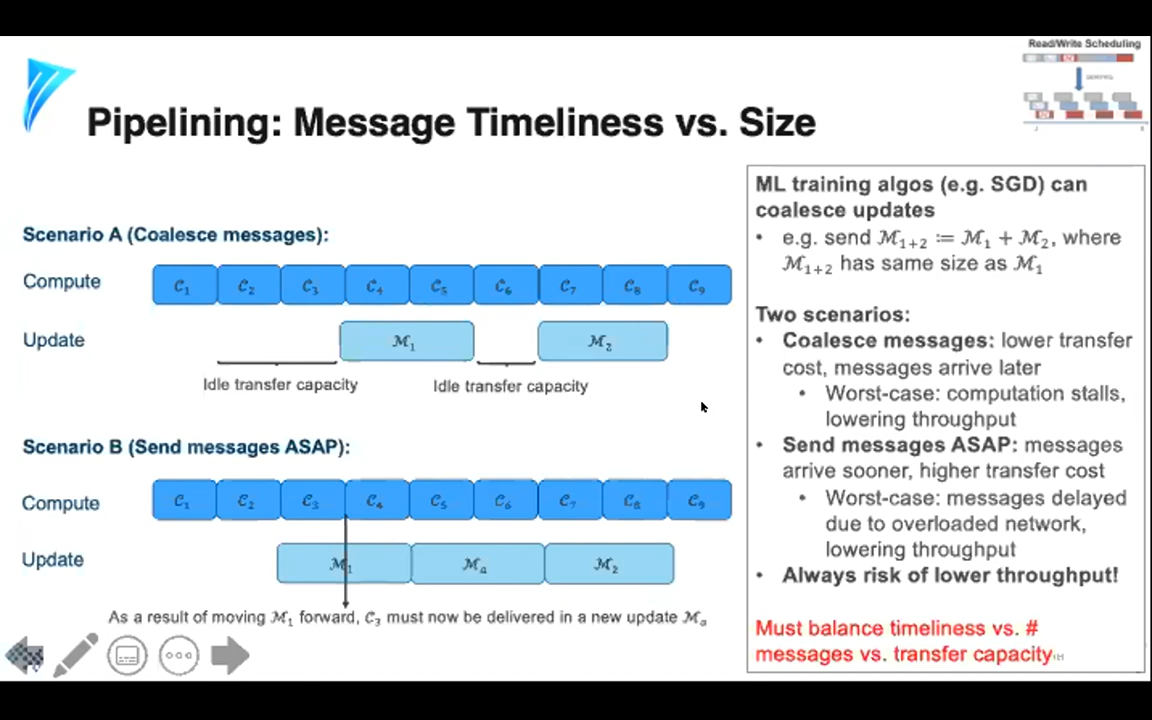 Read/Write Scheduling
Pipelining: Message Timeliness vs. Size
Scenario A (Coalesce messages):
Compute
𝒞₁ 𝒞₂ 𝒞₃ 𝒞₄ 𝒞₅ 𝒞₆ 𝒞₇ 𝒞₈ 𝒞₉
Update
ℳ₁ ℳ₂
Idle transfer capacity Idle transfer capacity
Scenario B (Send messages ASAP):
Compute
𝒞₁ 𝒞₂ 𝒞₃ 𝒞₄ 𝒞₅ 𝒞₆ 𝒞₇ 𝒞₈ 𝒞₉
Update
ℳ₁ ℳₐ ℳ₂
As a result of moving ℳ₁ forward, 𝒞₃ must now be delivered in a new update ℳₐ
ML training algos (e.g. SGD) can
coalesce updates
• e.g. send ℳ₁₊₂ ≔ ℳ₁ + ℳ₂, where
ℳ₁₊₂ has same size as ℳ₁
Two scenarios:
• Coalesce messages: lower transfer
cost, messages arrive later
• Worst-case: computation stalls,
lowering throughput
• Send messages ASAP: messages
arrive sooner, higher transfer cost
• Worst-case: messages delayed
due to overloaded network,
lowering throughput
• Always risk of lower throughput!
Must balance timeliness vs. #
messages vs. transfer capacity